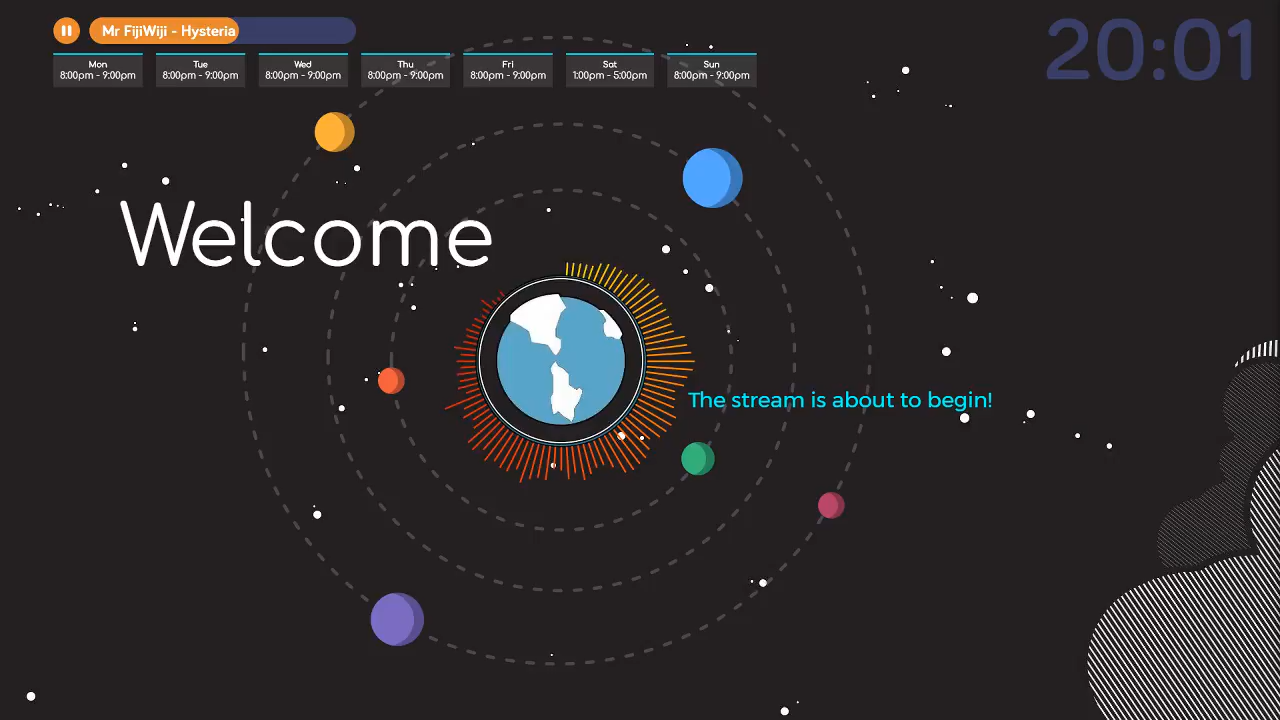 Mr FijiWiji - Hysteria
20:01
Mon
8:00pm - 9:00pm
Tue
8:00pm - 9:00pm
Wed
8:00pm - 9:00pm
Thu
8:00pm - 9:00pm
Fri
8:00pm - 9:00pm
Sat
1:00pm - 5:00pm
Sun
8:00pm - 9:00pm
Welcome
The stream is about to begin!